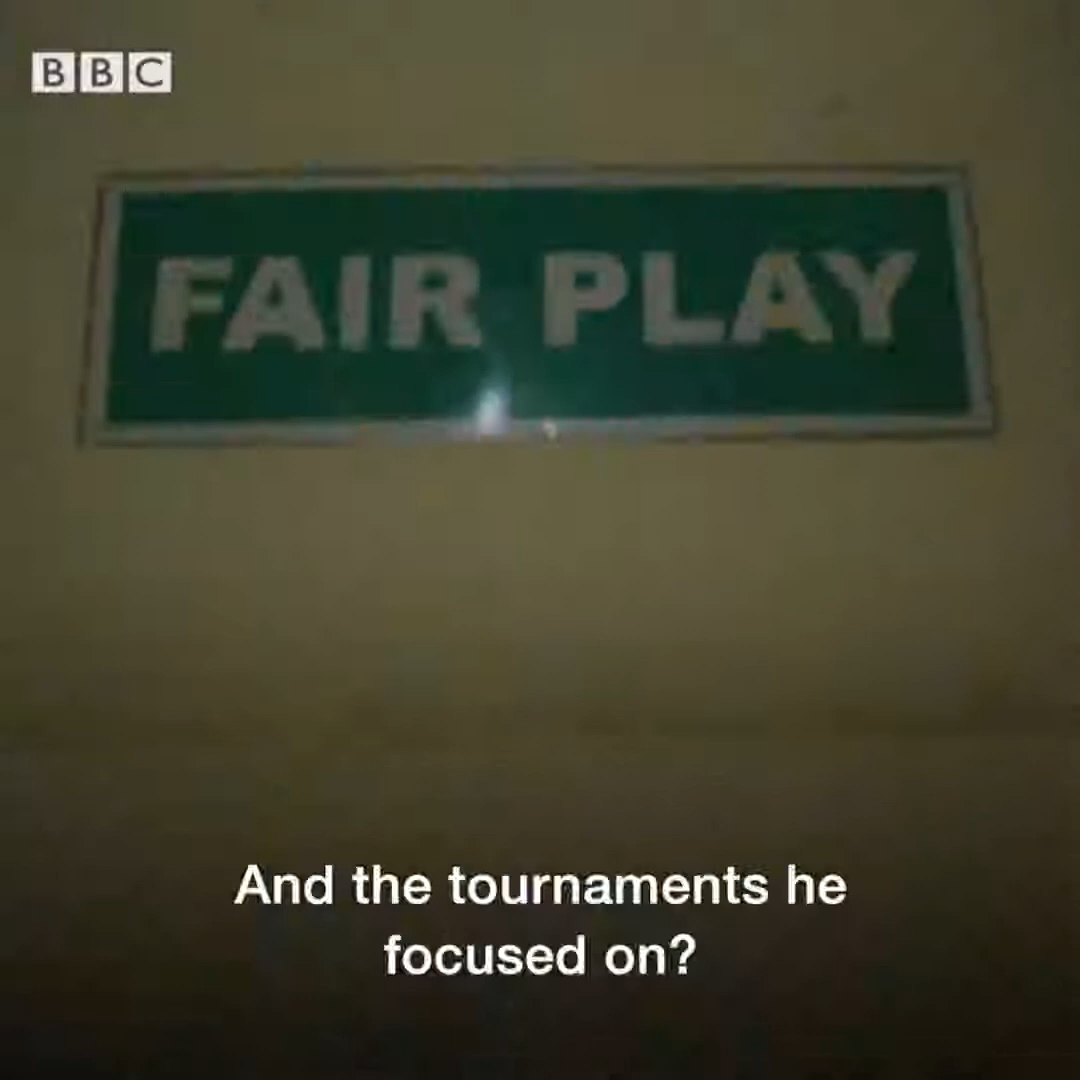 BBC
FAIR PLAY
And the tournaments he
focused on?